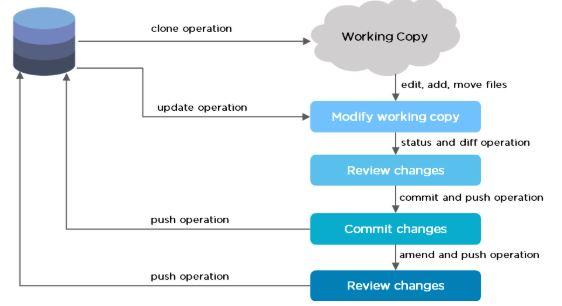 clone operation
Working Copy
edit, add, move files
update operation
Modify working copy
status and diff operation
Review changes
commit and push operation
push operation
Commit changes
amend and push operation
push operation
Review changes